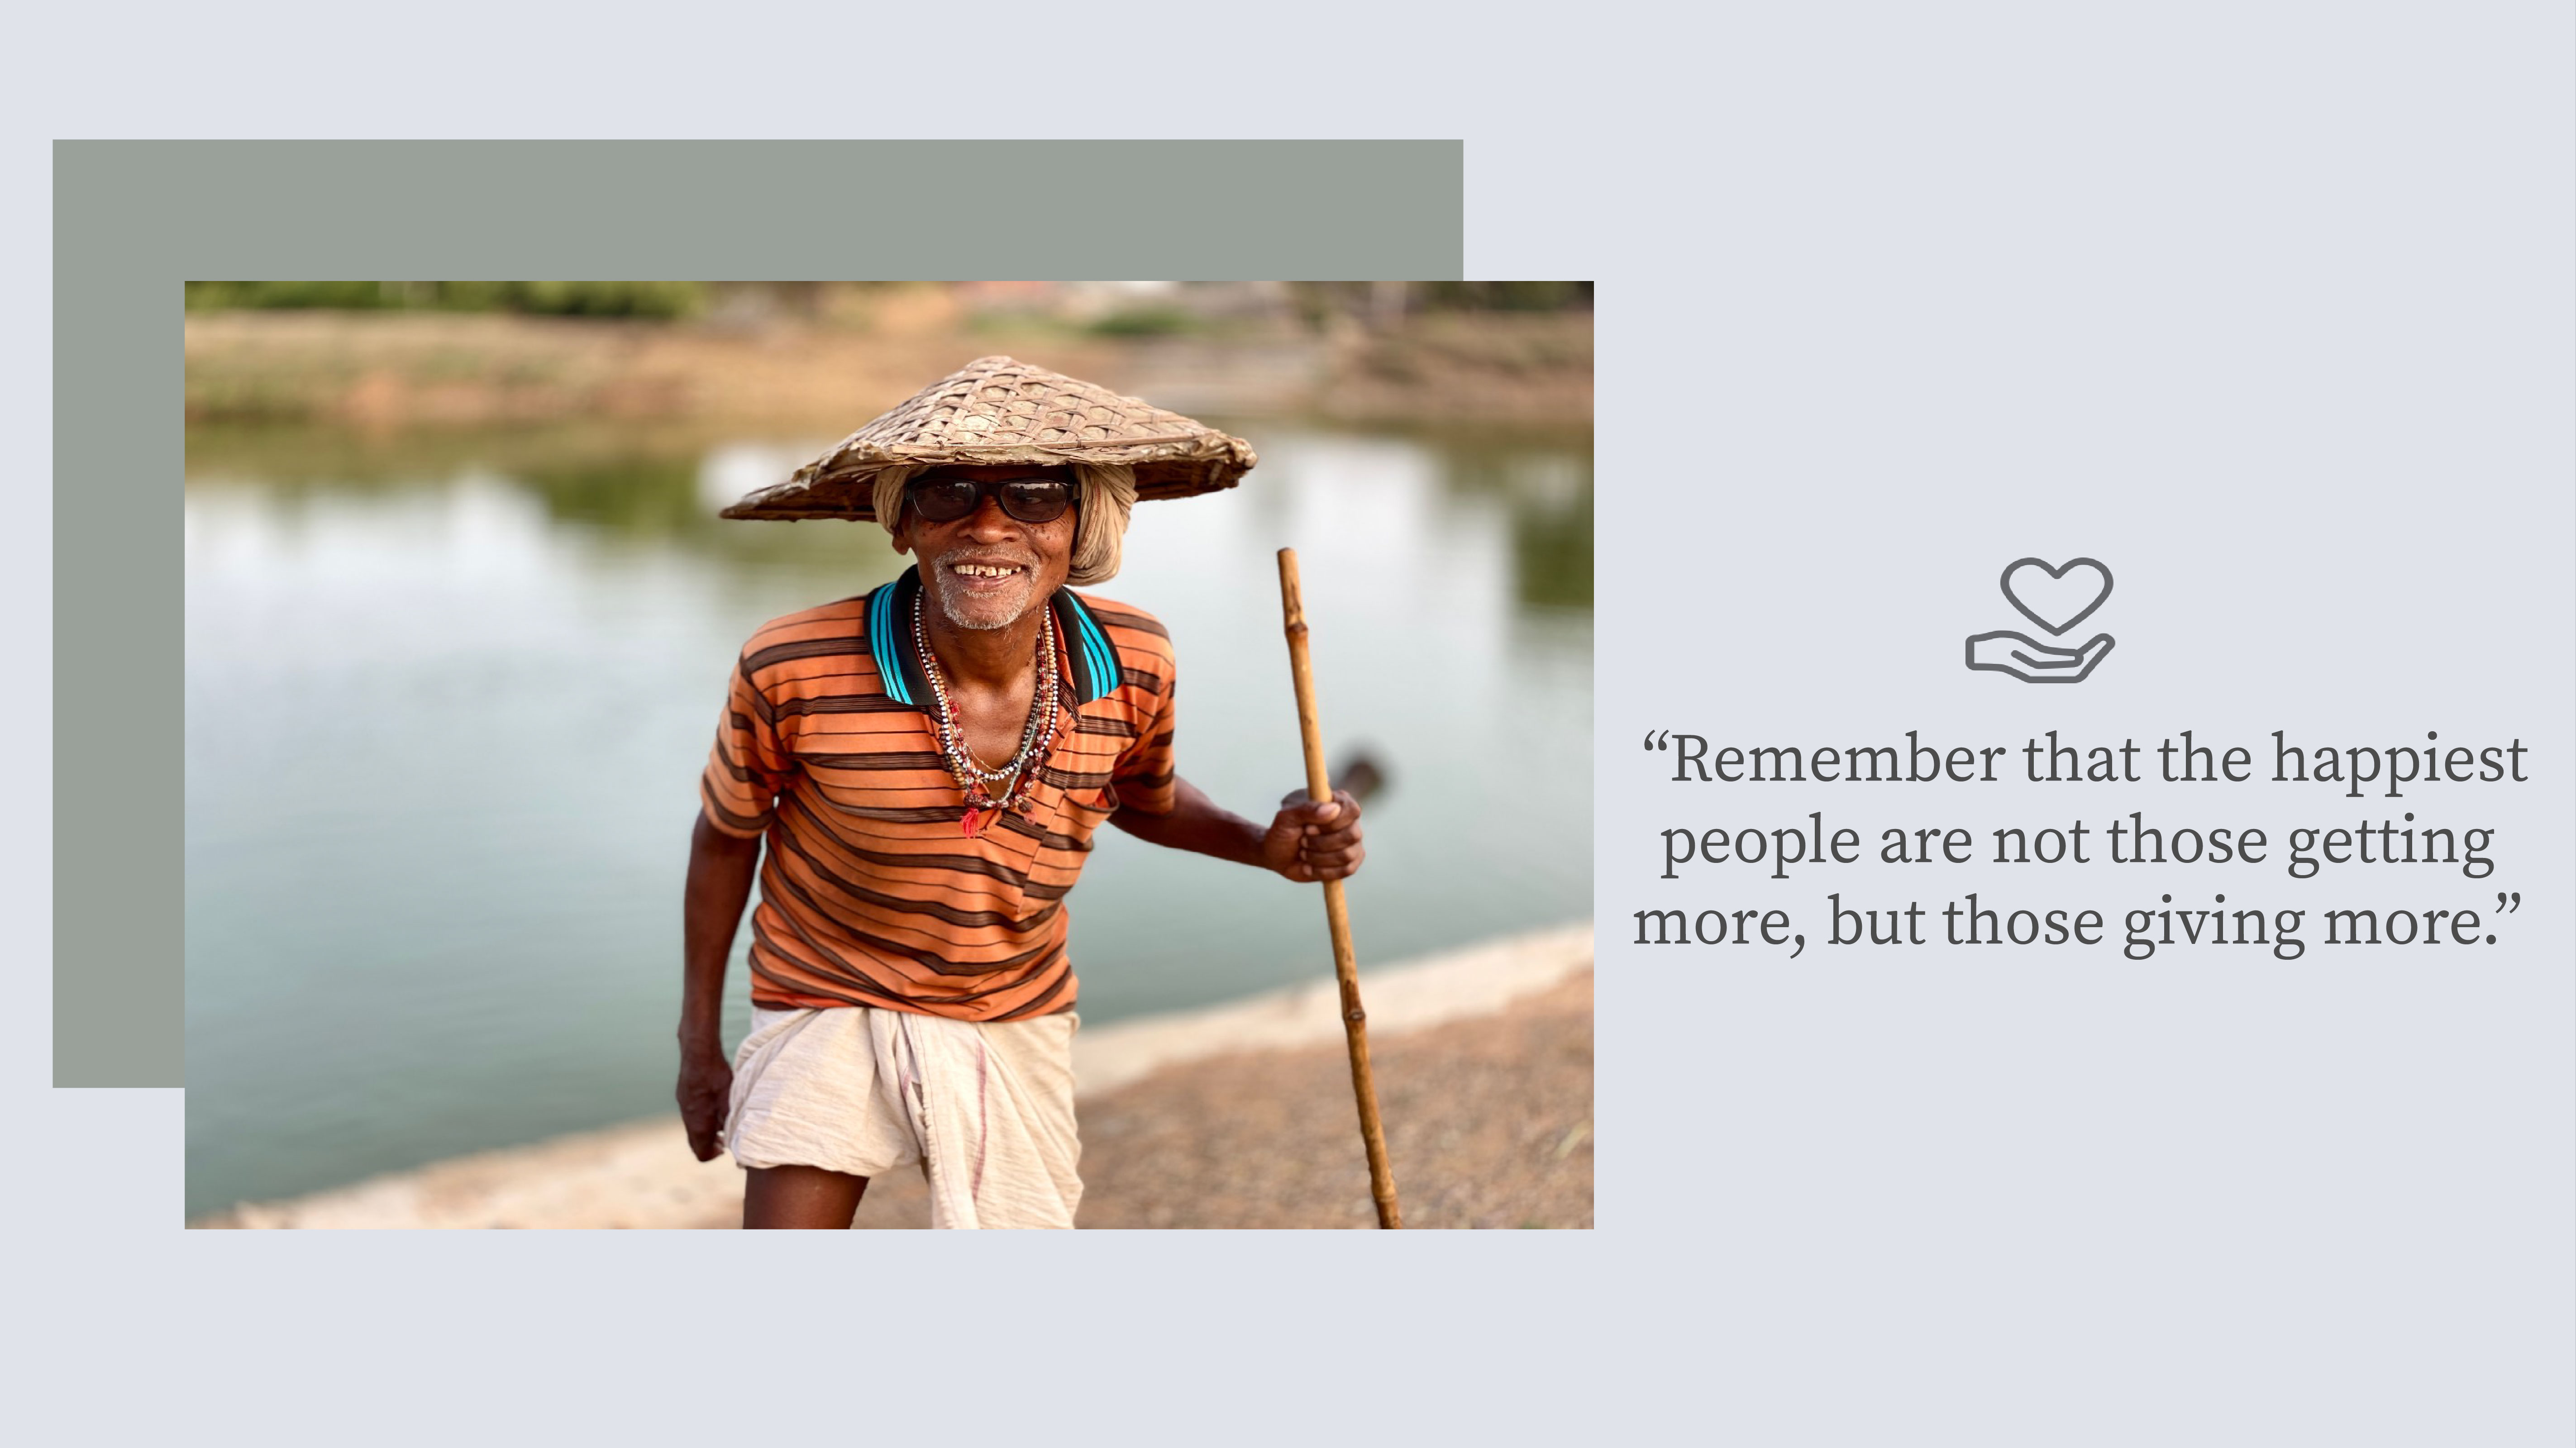 “Remember that the happiest
people are not those getting
more, but those giving more.”